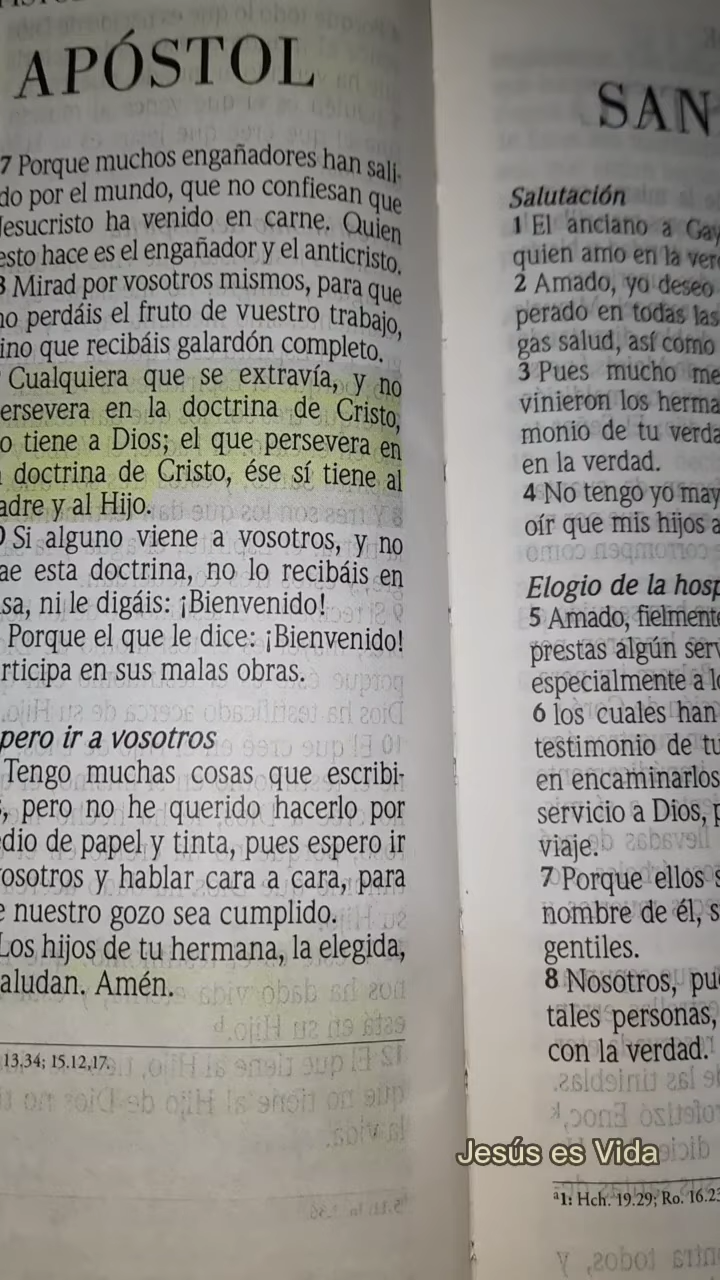 APÓSTOL
7 Porque muchos engañadores han sali-
do por el mundo, que no confiesan que
Jesucristo ha venido en carne. Quien
esto hace es el engañador y el anticristo.
8 Mirad por vosotros mismos, para que
no perdáis el fruto de vuestro trabajo,
sino que recibáis galardón completo.
Cualquiera que se extravía, y no
persevera en la doctrina de Cristo,
no tiene a Dios; el que persevera en
a doctrina de Cristo, ése sí tiene al
adre y al Hijo.
Si alguno viene a vosotros, y no
ae esta doctrina, no lo recibáis en
sa, ni le digáis: ¡Bienvenido!
Porque el que le dice: ¡Bienvenido!
rticipa en sus malas obras.
pero ir a vosotros
Tengo muchas cosas que escribi-
s, pero no he querido hacerlo por
edio de papel y tinta, pues espero ir
vosotros y hablar cara a cara, para
e nuestro gozo sea cumplido.
Los hijos de tu hermana, la elegida,
saludan. Amén.
13,34; 15.12,17.
SAN
Salutación
1 El anciano a Gay
quien amo en la ver
2 Amado, yo deseo
perado en todas las
gas salud, así como
3 Pues mucho me
vinieron los herma
monio de tu verda
en la verdad.
4 No tengo yo may
oír que mis hijos a
Elogio de la hosp
5 Amado, fielmente
prestas algún serv
especialmente a lo
6 los cuales han
testimonio de tu
en encaminarlos
servicio a Dios, p
viaje.
7 Porque ellos s
nombre de él, s
gentiles.
8 Nosotros, pu
tales personas,
con la verdad.
Jesús es Vida
a1: Hch. 19.29; Ro. 16.23